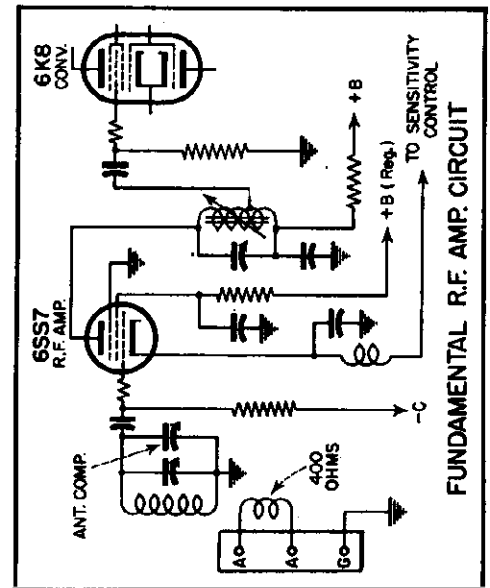 6K8
CONV.
6SS7
R.F. AMP.
+B
+B (Reg.)
TO SENSITIVITY
CONTROL
ANT. COMP.
-C
400
OHMS
A
A
G
FUNDAMENTAL R.F. AMP. CIRCUIT